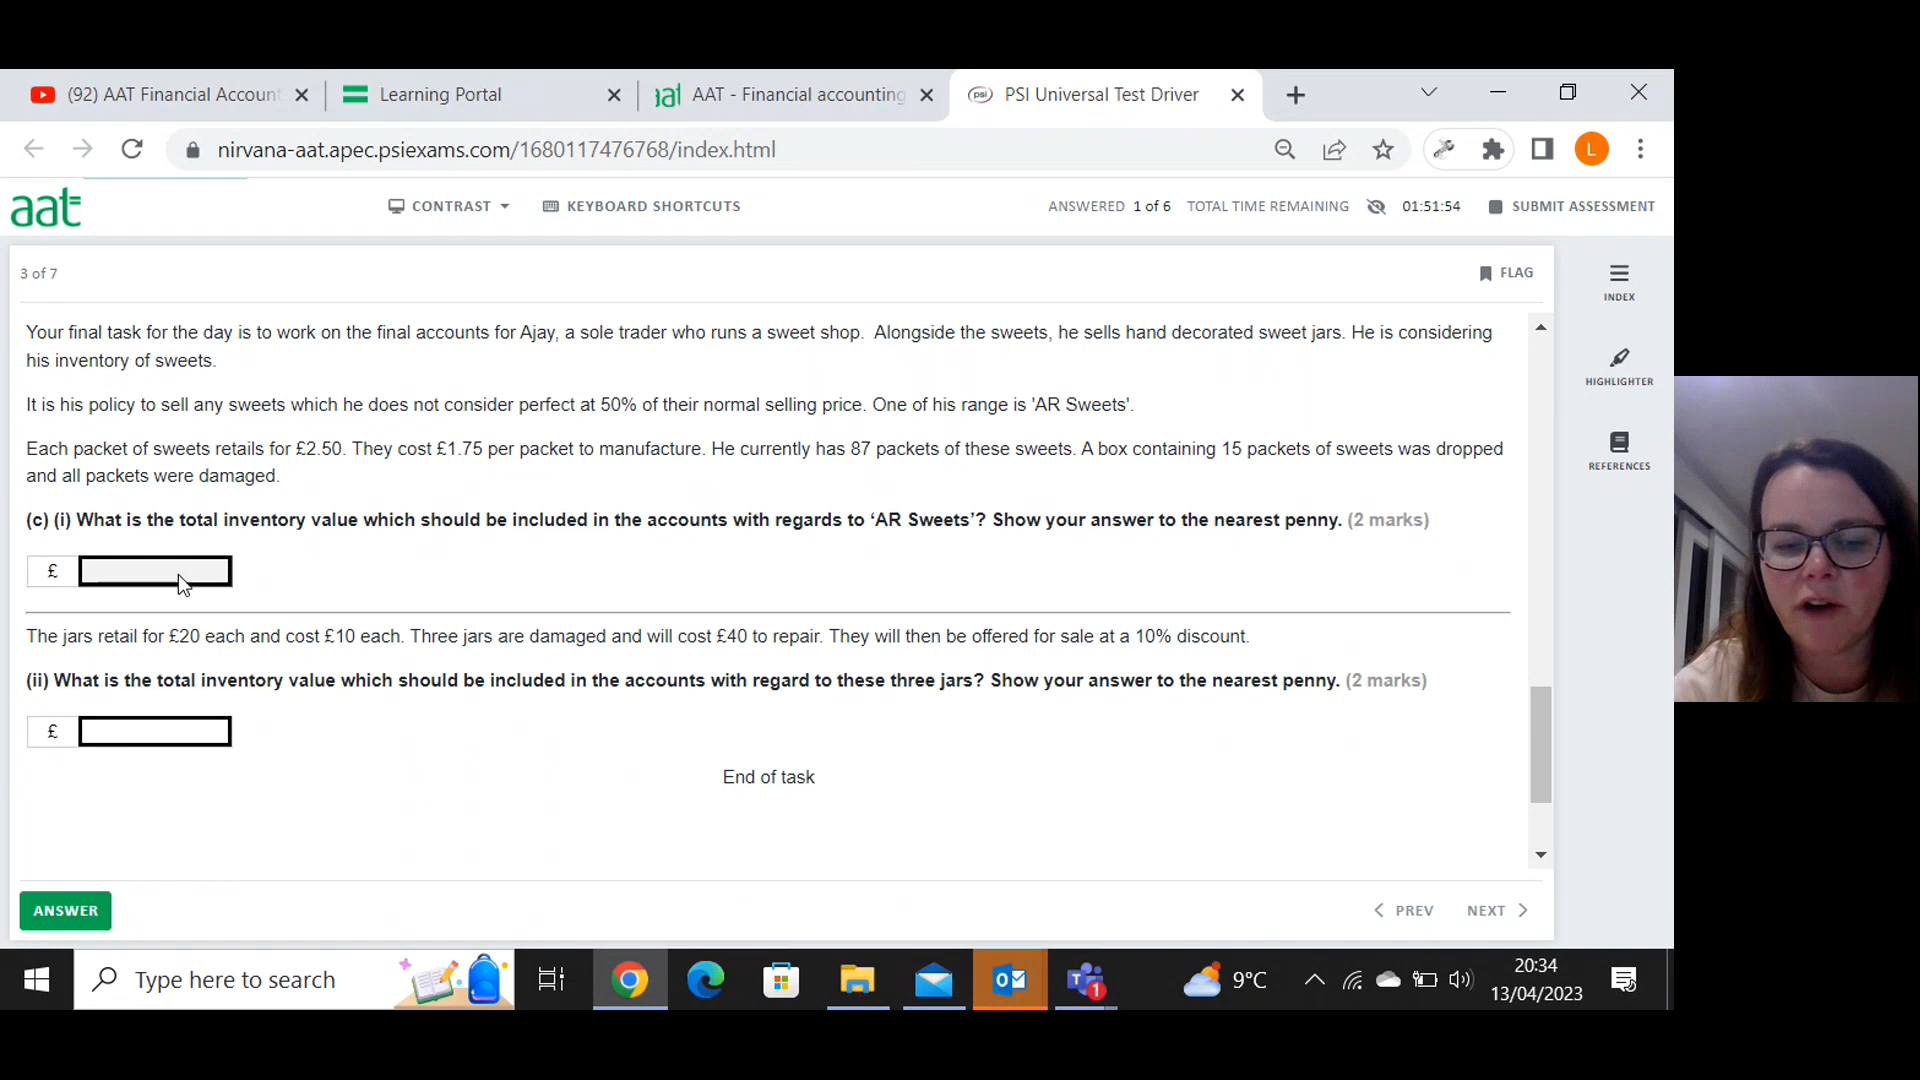 (92) AAT Financial Accoun
Learning Portal
aat AAT - Financial accounting
psi PSI Universal Test Driver
nirvana-aat.apec.psiexams.com/1680117476768/index.html
L
aat
CONTRAST
KEYBOARD SHORTCUTS
ANSWERED 1 of 6 TOTAL TIME REMAINING 01:51:54 SUBMIT ASSESSMENT
3 of 7
FLAG
INDEX
HIGHLIGHTER
REFERENCES
Your final task for the day is to work on the final accounts for Ajay, a sole trader who runs a sweet shop. Alongside the sweets, he sells hand decorated sweet jars. He is considering
his inventory of sweets.
It is his policy to sell any sweets which he does not consider perfect at 50% of their normal selling price. One of his range is 'AR Sweets'.
Each packet of sweets retails for £2.50. They cost £1.75 per packet to manufacture. He currently has 87 packets of these sweets. A box containing 15 packets of sweets was dropped
and all packets were damaged.
(c) (i) What is the total inventory value which should be included in the accounts with regards to ‘AR Sweets’? Show your answer to the nearest penny. (2 marks)
£
The jars retail for £20 each and cost £10 each. Three jars are damaged and will cost £40 to repair. They will then be offered for sale at a 10% discount.
(ii) What is the total inventory value which should be included in the accounts with regard to these three jars? Show your answer to the nearest penny. (2 marks)
£
End of task
ANSWER
PREV NEXT
Type here to search
T
1
9°C
20:34
13/04/2023